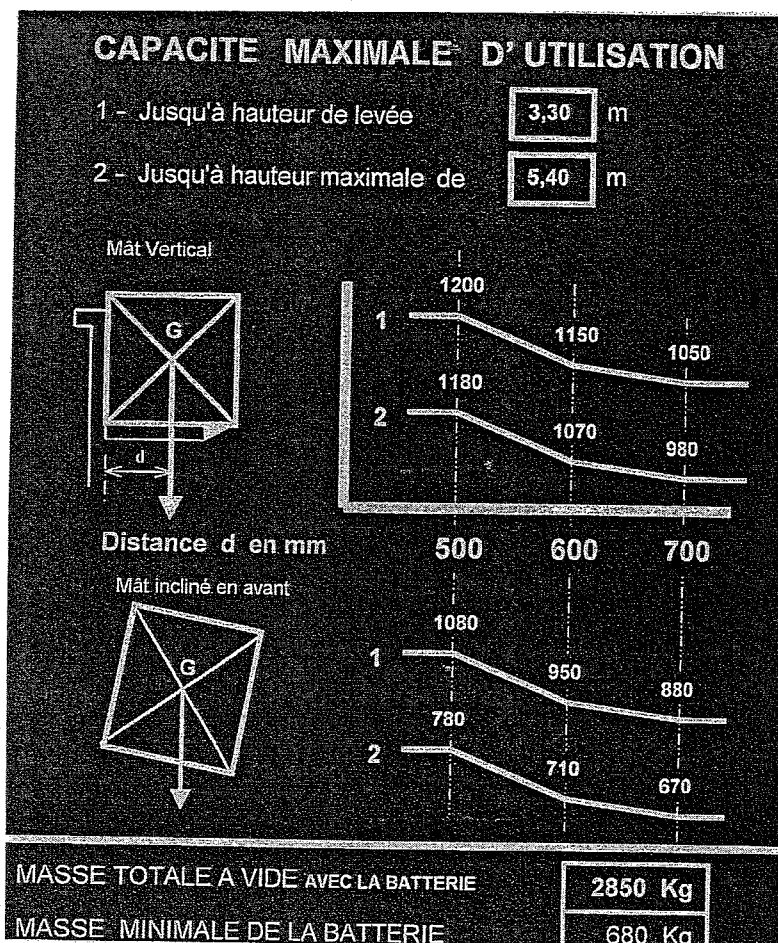 CAPACITE MAXIMALE D' UTILISATION
1 - Jusqu'à hauteur de levée 3,30 m
2 - Jusqu'à hauteur maximale de 5,40 m
Mât Vertical
G
d
1200
1
1150
1050
1180
2
1070
980
Distance d en mm 500 600 700
Mât incliné en avant
G
1080
1
950
880
780
2
710
670
MASSE TOTALE A VIDE AVEC LA BATTERIE 2850 Kg
MASSE MINIMALE DE LA BATTERIE 680 Kg